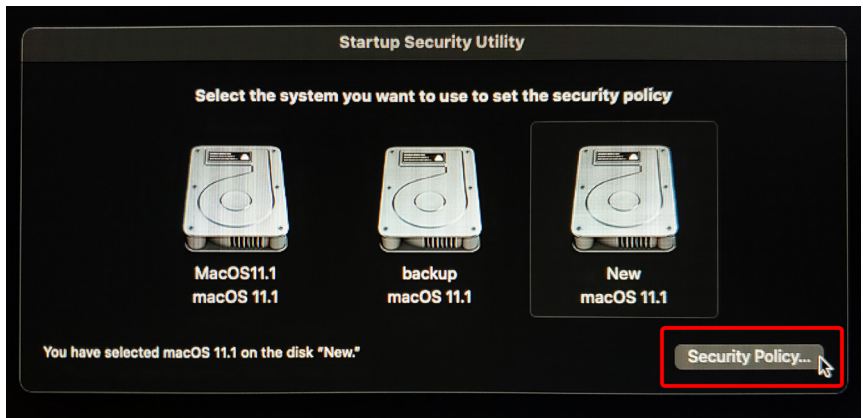 Startup Security Utility
Select the system you want to use to set the security policy
MacOS11.1
macOS 11.1
backup
macOS 11.1
New
macOS 11.1
You have selected macOS 11.1 on the disk "New."
Security Policy...